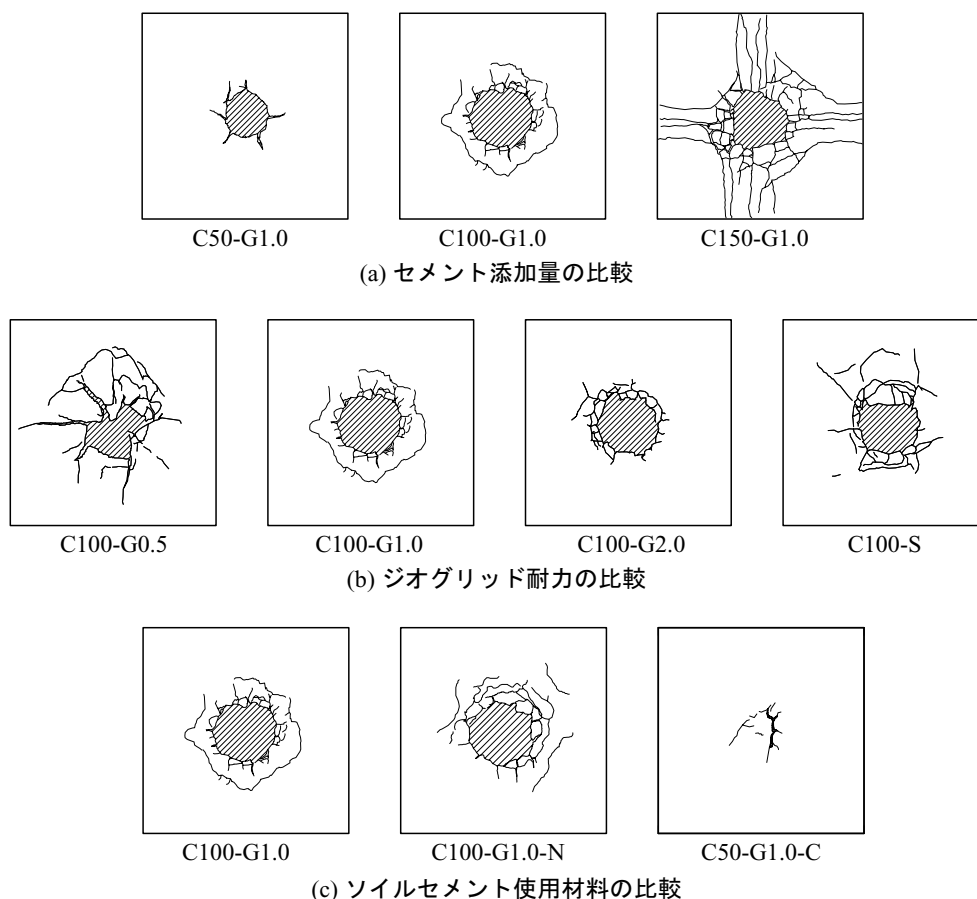 C50-G1.0 C100-G1.0 C150-G1.0
(a) セメント添加量の比較
C100-G0.5 C100-G1.0 C100-G2.0 C100-S
(b) ジオグリッド耐力の比較
C100-G1.0 C100-G1.0-N C50-G1.0-C
(c) ソイルセメント使用材料の比較